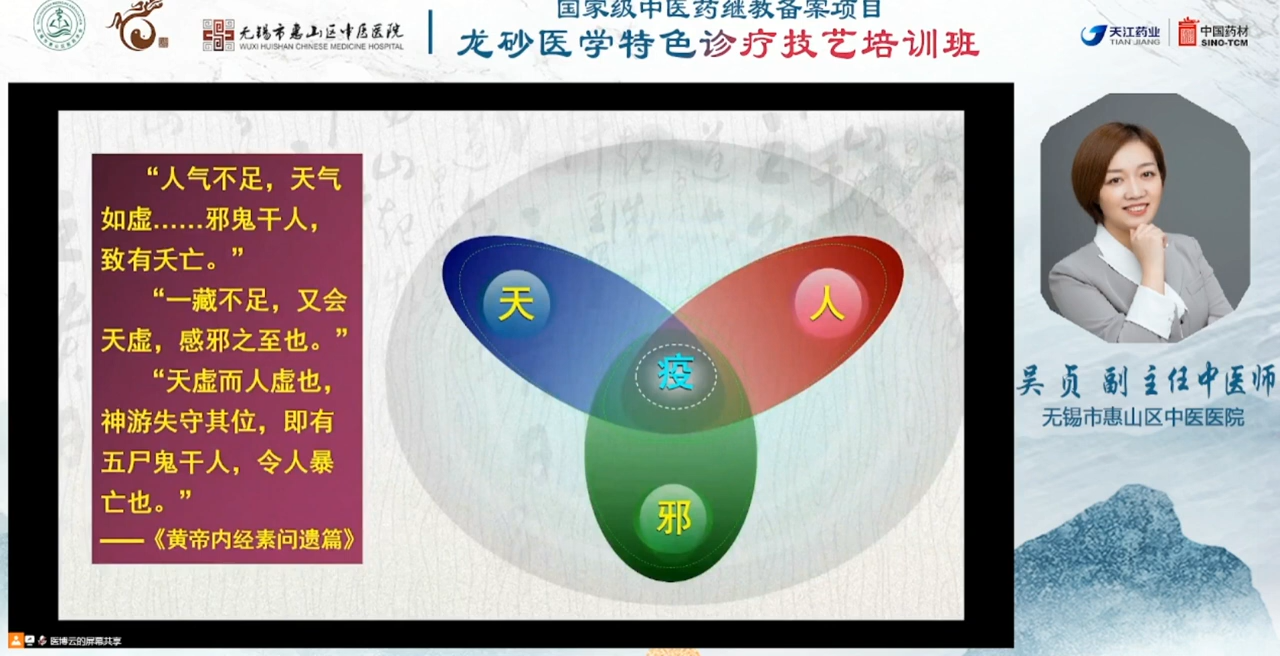 无锡市惠山区中医医院
WUXI HUISHAN CHINESE MEDICINE HOSPITAL
国家级中医药继教备案项目
龙砂医学特色诊疗技艺培训班
天江药业
TIAN JIANG
中国药材
SINO-TCM
“人气不足，天气
如虚……邪鬼干人，
致有夭亡。”
“一藏不足，又会
天虚，感邪之至也。”
“天虚而人虚也，
神游失守其位，即有
五尸鬼干人，令人暴
亡也。”
——《黄帝内经素问遗篇》
天
人
疫
邪
吴贞 副主任中医师
无锡市惠山区中医医院
医博云的屏幕共享